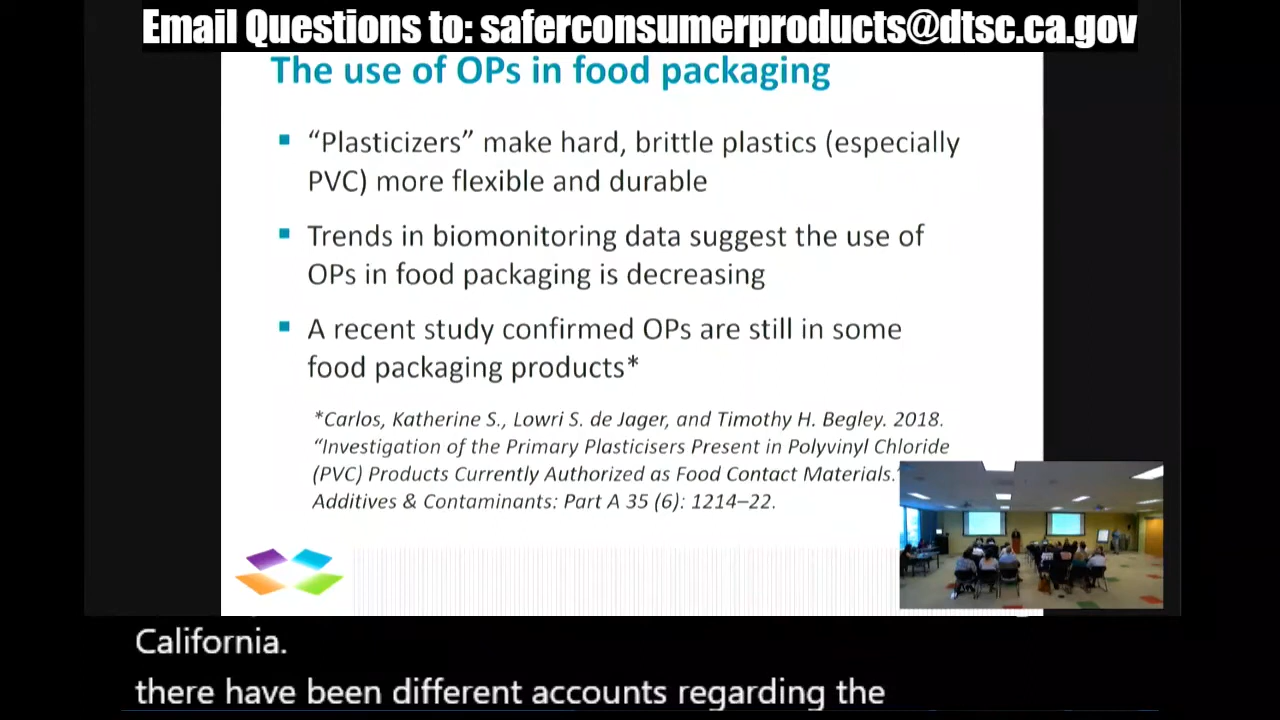 Email Questions to: saferconsumerproducts@dtsc.ca.gov
The use of OPs in food packaging
▪ “Plasticizers” make hard, brittle plastics (especially
PVC) more flexible and durable
▪ Trends in biomonitoring data suggest the use of
OPs in food packaging is decreasing
▪ A recent study confirmed OPs are still in some
food packaging products*
*Carlos, Katherine S., Lowri S. de Jager, and Timothy H. Begley. 2018.
“Investigation of the Primary Plasticisers Present in Polyvinyl Chloride
(PVC) Products Currently Authorized as Food Contact Materials.
Additives & Contaminants: Part A 35 (6): 1214–22.
California.
there have been different accounts regarding the